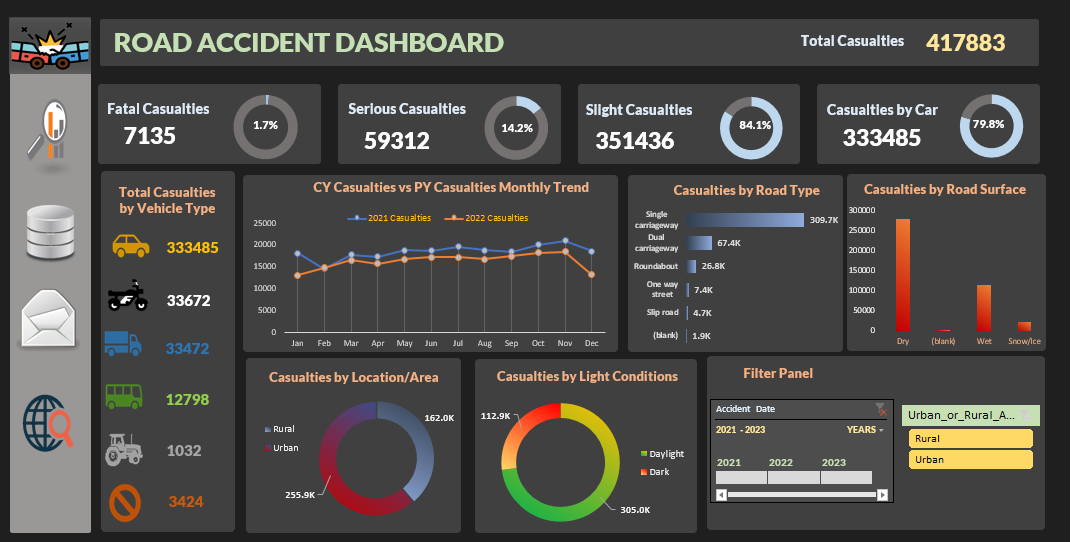 ROAD ACCIDENT DASHBOARD
Total Casualties 417883
Fatal Casualties
7135
1.7%
Serious Casualties
59312
14.2%
Slight Casualties
351436
84.1%
Casualties by Car
333485
79.8%
Total Casualties
by Vehicle Type
333485
33672
33472
12798
1032
3424
CY Casualties vs PY Casualties Monthly Trend
2021 Casualties 2022 Casualties
25000
20000
15000
10000
5000
0
Jan Feb Mar Apr May Jun Jul Aug Sep Oct Nov Dec
Casualties by Road Type
Single
carriageway
309.7K
Dual
carriageway
67.4K
Roundabout 26.8K
One way
street
7.4K
Slip road 4.7K
(blank) 1.9K
Casualties by Road Surface
300000
250000
200000
150000
100000
50000
0
Dry (blank) Wet Snow/Ice
Casualties by Location/Area
162.0K
Rural
Urban
255.9K
Casualties by Light Conditions
112.9K
Daylight
Dark
305.0K
Filter Panel
Accident Date
2021 - 2023 YEARS
2021 2022 2023
Urban_or_Rural_A...
Rural
Urban